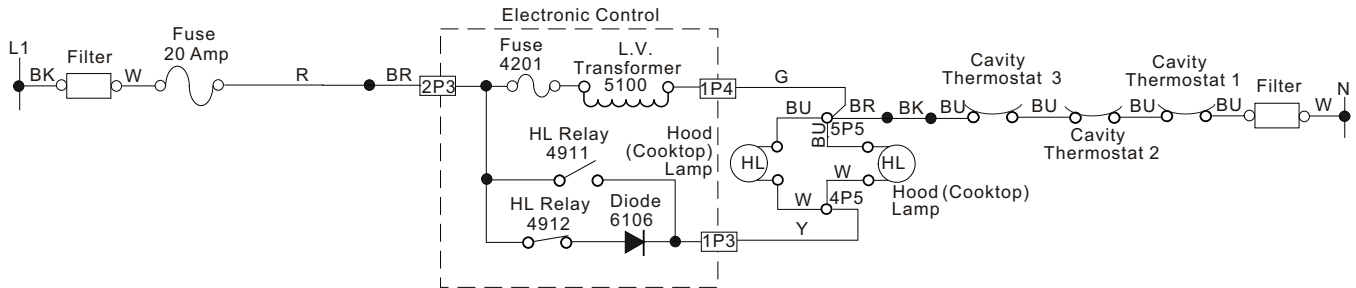 Electronic Control
L1
Filter
Fuse
20 Amp
BK
W
R
BR
2P3
Fuse
4201
L.V.
Transformer
5100
1P4
G
HL Relay
4911
Hood
(Cooktop)
Lamp
HL Relay
4912
Diode
6106
1P3
BU
BU
5P5
BR
BK
BU
Cavity
Thermostat 3
BU
Cavity
Thermostat 2
BU
Cavity
Thermostat 1
BU
Filter
W
N
HL
HL
W
W
4P5
Y
Hood (Cooktop)
Lamp